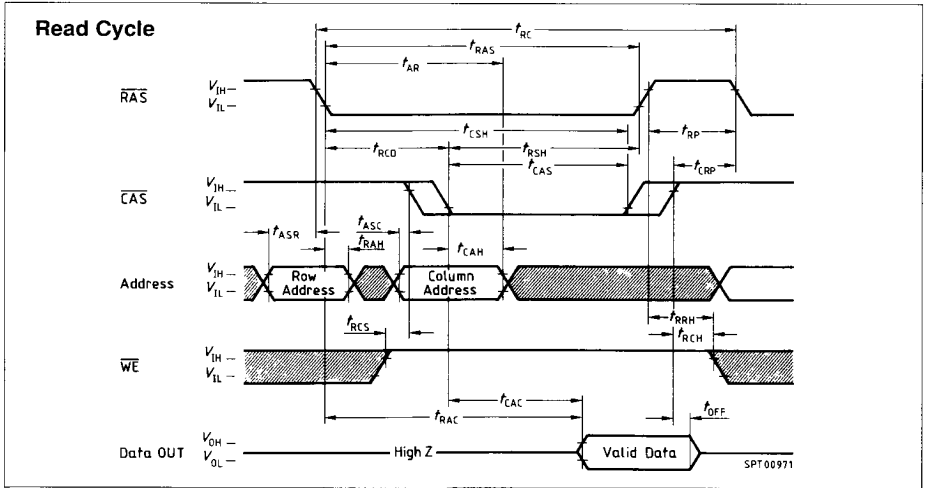 Read Cycle
tRC
tRAS
tAR
RAS
VIH
VIL
tCSH
tRP
tRCD
tRSH
tCAS
tCRP
CAS
VIH
VIL
tASR
tASC
tRAH
tCAH
Address
VIH
VIL
Row
Address
Column
Address
tRCS
tRRH
tRCH
WE
VIH
VIL
tCAC
tRAC
tOFF
Data OUT
VOH
VOL
High Z
Valid Data
SPT00971